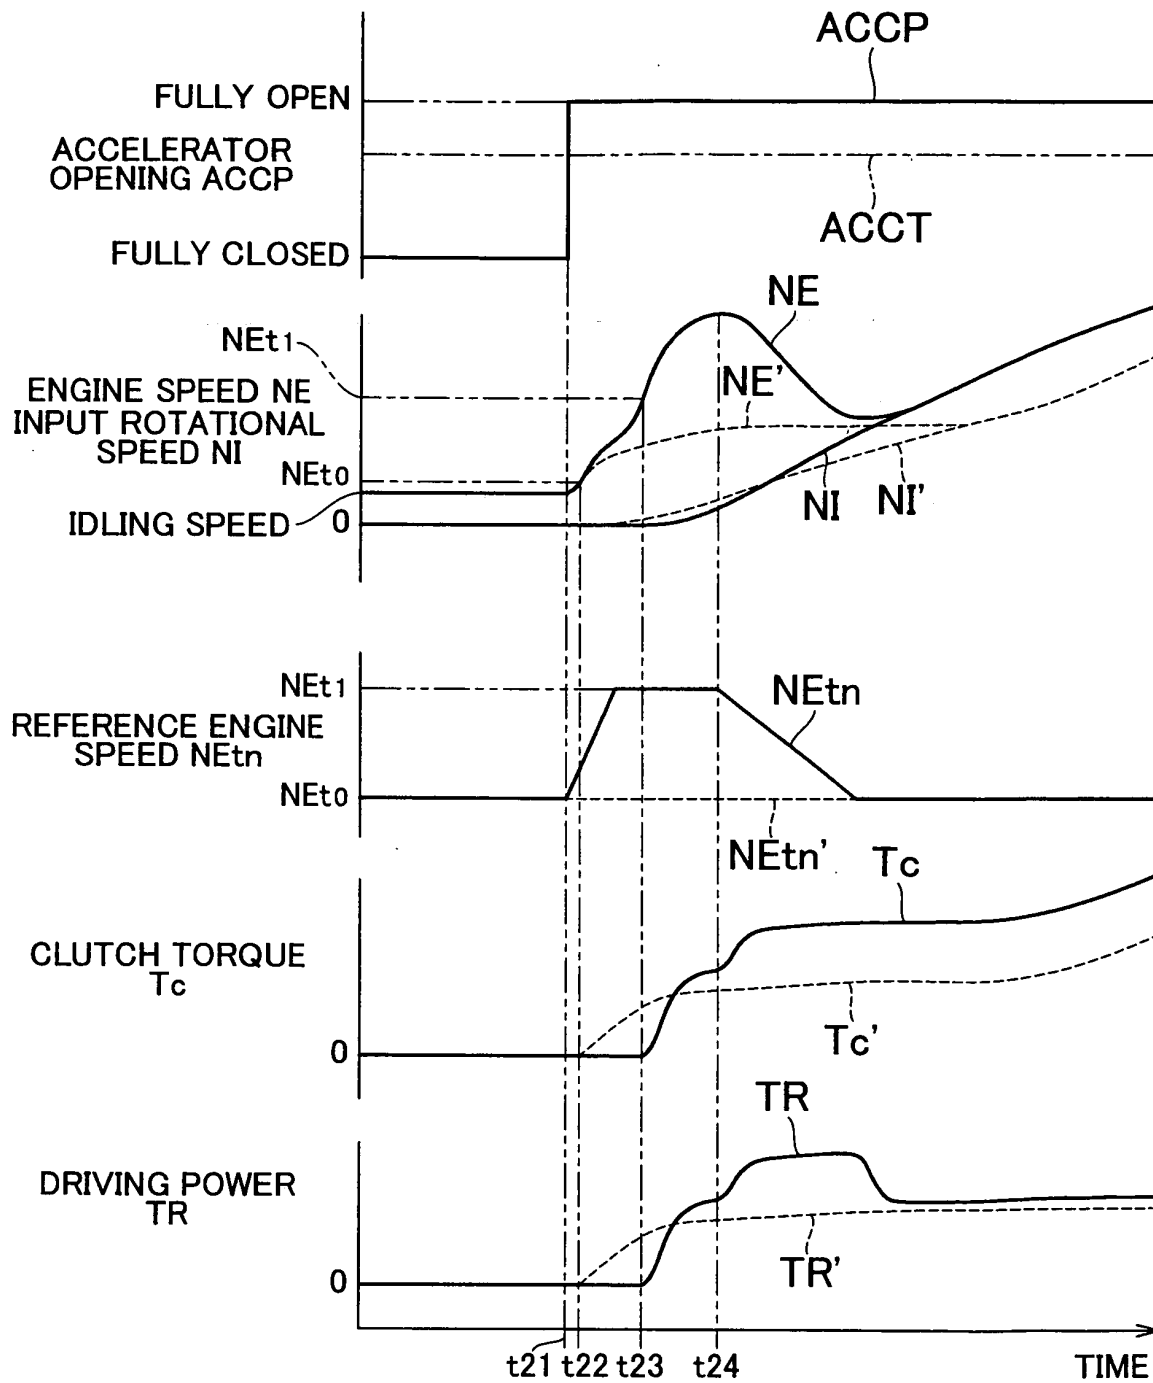 ACCP
FULLY OPEN
ACCELERATOR
OPENING ACCP
ACCT
FULLY CLOSED
NE
NEt1
ENGINE SPEED NE
INPUT ROTATIONAL
SPEED NI
NE'
NEt0
NI
NI'
IDLING SPEED
0
NEt1
NEtn
REFERENCE ENGINE
SPEED NEtn
NEt0
NEtn'
Tc
CLUTCH TORQUE
Tc
Tc'
0
TR
DRIVING POWER
TR
TR'
0
t21 t22 t23 t24 TIME